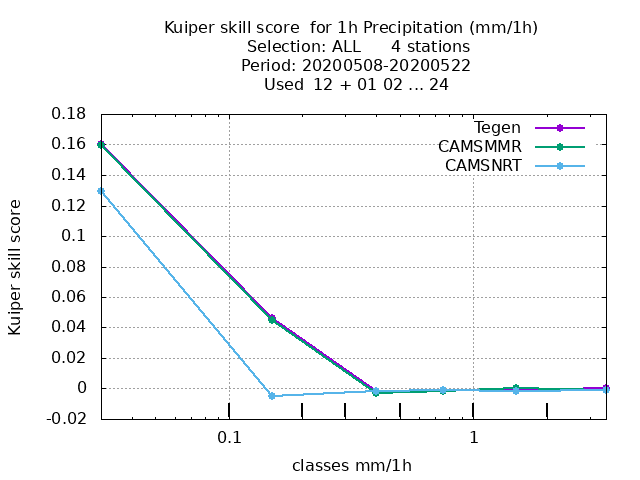 Kuiper skill score  for 1h Precipitation (mm/1h)
Selection: ALL      4 stations
Period: 20200508-20200522
Used  12 + 01 02 ... 24
0.18
0.16
0.14
0.12
0.1
0.08
0.06
0.04
0.02
0
-0.02
Kuiper skill score
Tegen
CAMSMMR
CAMSNRT
0.1
1
classes mm/1h